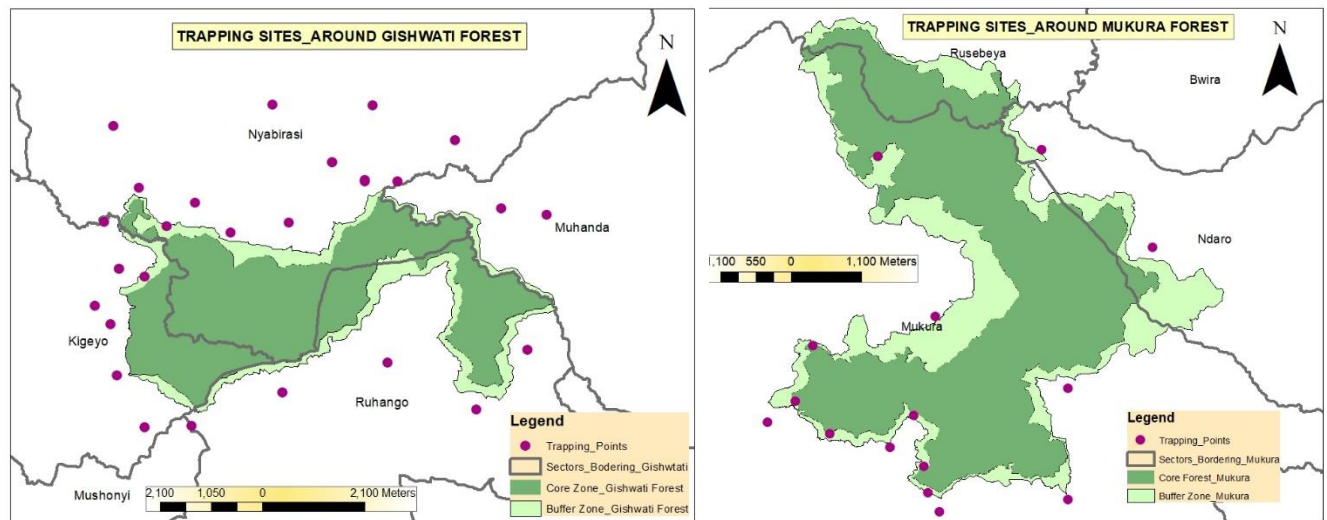 TRAPPING SITES_AROUND GISHWATI FOREST
N
Nyabirasi
Muhanda
Kigeyo
Ruhango
Mushonyi
2,100 1,050 0 2,100 Meters
Legend
Trapping_Points
Sectors_Bodering_Gishwati
Core Zone_Gishwati Forest
Buffer Zone_Gishwati Forest
TRAPPING SITES_AROUND MUKURA FOREST
Rusebeya
N
Bwira
Ndaro
,100 550 0 1,100 Meters
Mukura
Legend
Trapping_Points
Sectors_Bordering_Mukura
Core Forest_Mukura
Buffer Zone_Mukura